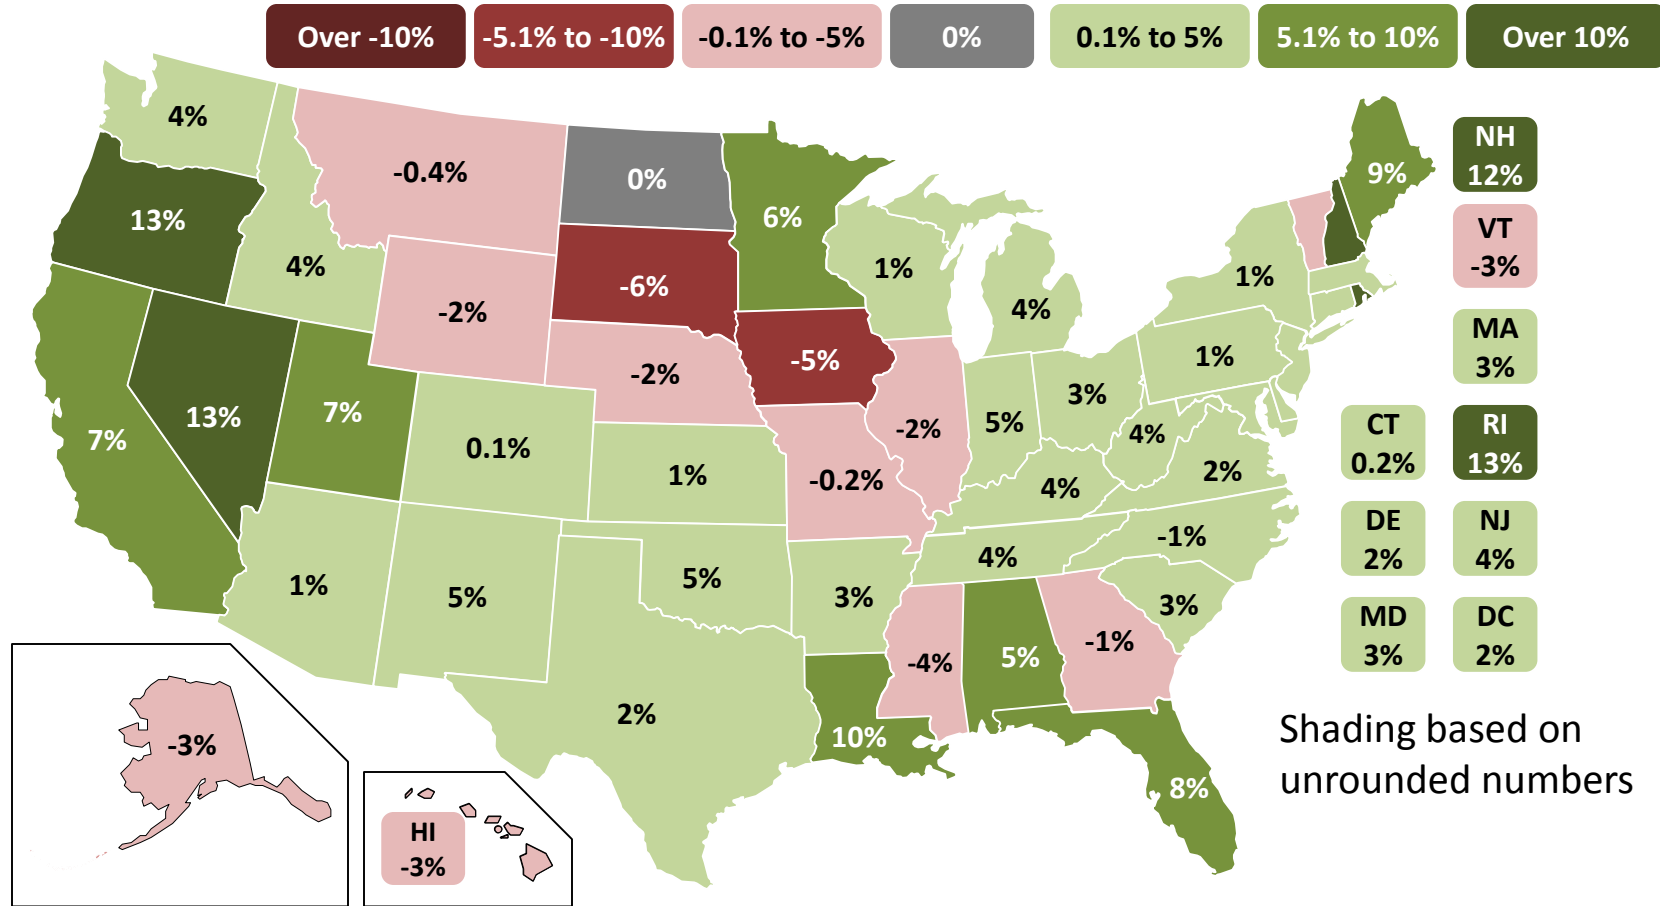 Over -10%
-5.1% to -10%
-0.1% to -5%
0%
0.1% to 5%
5.1% to 10%
Over 10%
4%
-0.4%
0%
6%
9%
NH
12%
13%
4%
-2%
-6%
1%
4%
1%
VT
-3%
7%
13%
7%
0.1%
-2%
-5%
-2%
5%
3%
1%
MA
3%
1%
-0.2%
4%
4%
2%
CT
0.2%
RI
13%
1%
5%
5%
3%
4%
-1%
3%
DE
2%
NJ
4%
2%
10%
-4%
5%
-1%
8%
MD
3%
DC
2%
-3%
HI
-3%
Shading based on
unrounded numbers